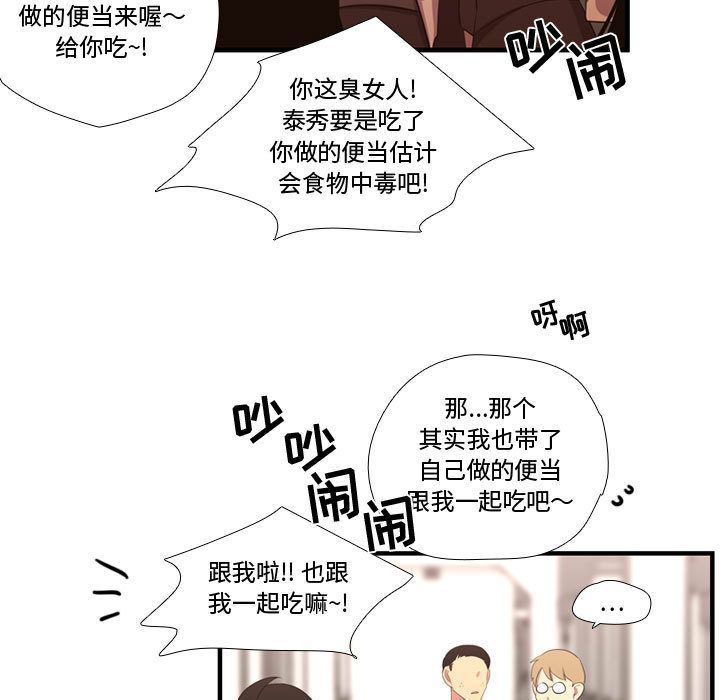 做的便当来喔~
给你吃~!
吵闹
你这臭女人!
泰秀要是吃了
你做的便当估计
会食物中毒吧!
呀啊
那...那个
其实我也带了
自己做的便当
跟我一起吃吧~
吵吵闹闹
跟我啦!! 也跟
我一起吃嘛~!
...